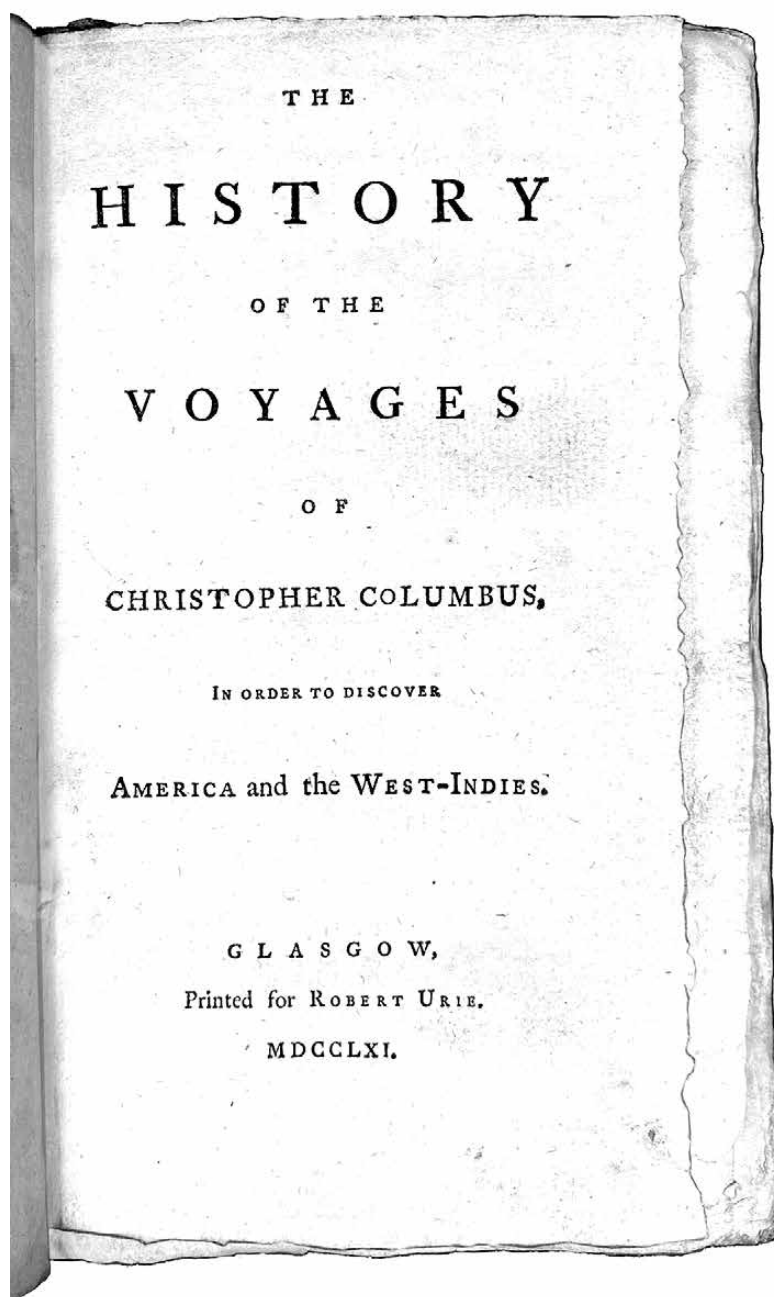 THE
HISTORY
OF THE
VOYAGES
OF
CHRISTOPHER COLUMBUS,
IN ORDER TO DISCOVER
AMERICA and the WEST-INDIES.
GLASGOW,
Printed for ROBERT URIE.
MDCCLXI.